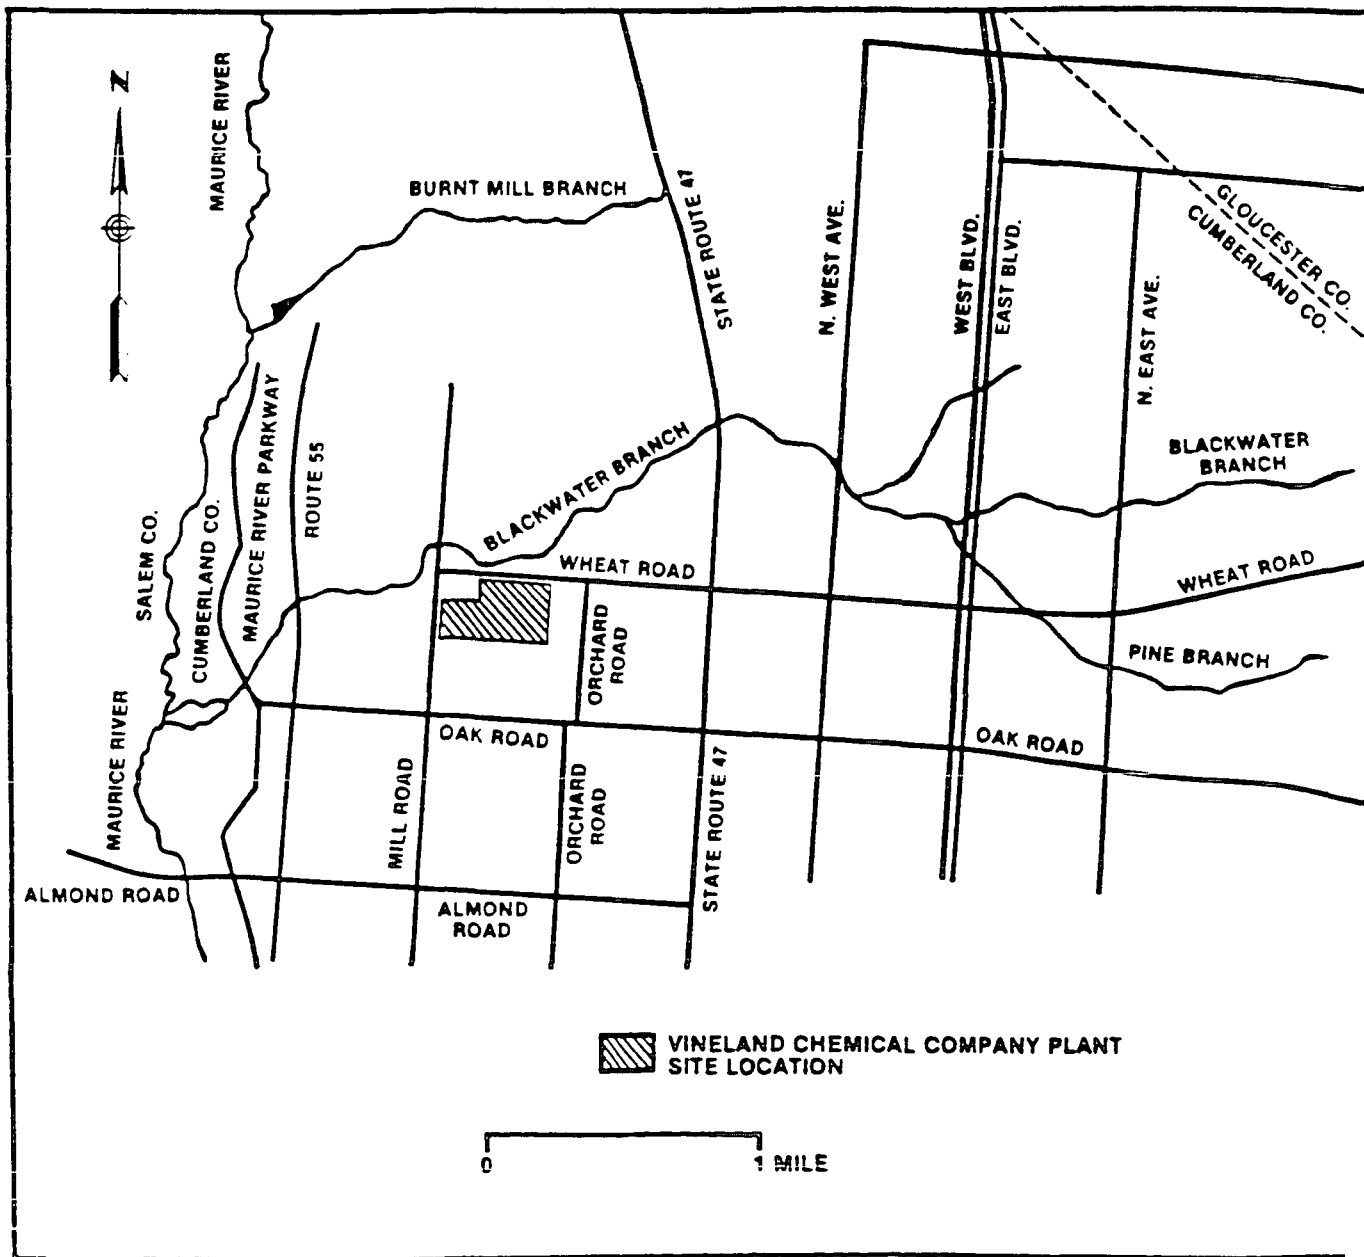 N
MAURICE RIVER
BURNT MILL BRANCH
STATE ROUTE 47
N. WEST AVE.
WEST BLVD.
EAST BLVD.
N. EAST AVE.
GLOUCESTER CO.
CUMBERLAND CO.
MAURICE RIVER PARKWAY
ROUTE 55
BLACKWATER BRANCH
BLACKWATER
BRANCH
SALEM CO.
CUMBERLAND CO.
WHEAT ROAD
WHEAT ROAD
ORCHARD
ROAD
PINE BRANCH
MAURICE RIVER
OAK ROAD
OAK ROAD
MILL ROAD
ORCHARD
ROAD
STATE ROUTE 47
ALMOND ROAD
ALMOND
ROAD
VINELAND CHEMICAL COMPANY PLANT
SITE LOCATION
0
1 MILE